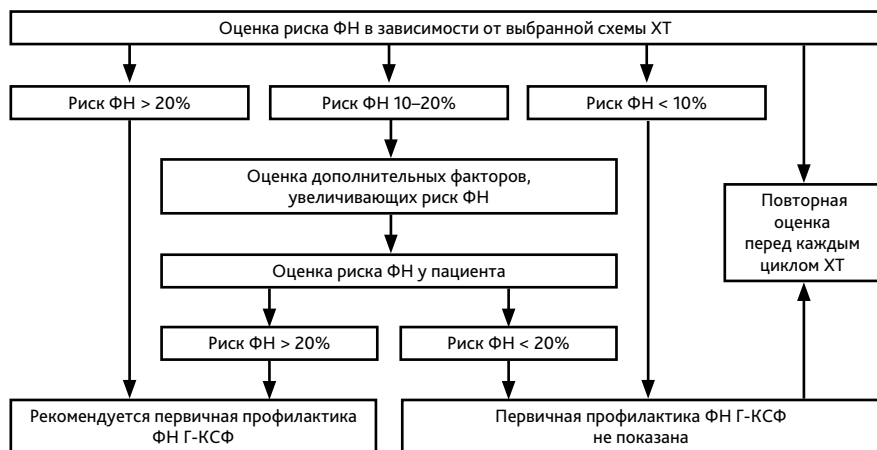 Оценка риска ФН в зависимости от выбранной схемы ХТ
Риск ФН > 20%
Риск ФН 10–20%
Риск ФН < 10%
Оценка дополнительных факторов,
увеличивающих риск ФН
Повторная
оценка
перед каждым
циклом ХТ
Оценка риска ФН у пациента
Риск ФН > 20%
Риск ФН < 20%
Рекомендуется первичная профилактика
ФН Г-КСФ
Первичная профилактика ФН Г-КСФ
не показана